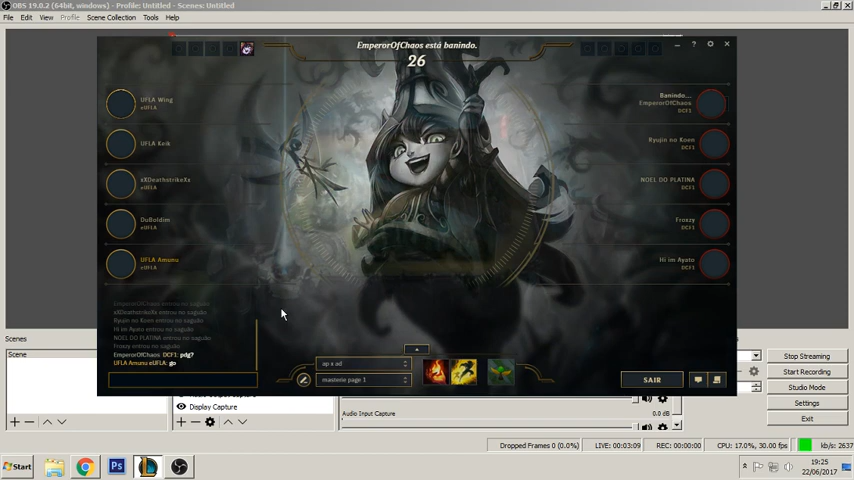 OBS 19.0.2 (64bit, windows) - Profile: Untitled - Scenes: Untitled
File Edit View Profile Scene Collection Tools Help
EmperorOfChaos está banindo.
26
UFLA Wing
eUFLA
UFLA Keik
xXDeathstrikeXx
eUFLA
DuBoldim
eUFLA
UFLA Amunu
eUFLA
Banindo...
EmperorOfChaos
DCF1
Ryujin no Koen
DCF1
NOEL DO PLATINA
DCF1
Froxzy
DCF1
Hi im Ayato
DCF1
EmperorOfChaos entrou no saguão
xXDeathstrikeXx entrou no saguão
Ryujin no Koen entrou no saguão
Hi im Ayato entrou no saguão
NOEL DO PLATINA entrou no saguão
Froxzy entrou no saguão
EmperorOfChaos DCF1: pdg?
UFLA Amunu eUFLA: go
ap x ad
masterie page 1
SAIR
Scenes
Scene
Display Capture
Audio Input Capture
0.0 dB
Stop Streaming
Start Recording
Studio Mode
Settings
Exit
Dropped Frames 0 (0.0%) LIVE: 00:03:09 REC: 00:00:00 CPU: 17.0%, 30.00 fps kb/s: 2637
Start
Ps
19:25
22/06/2017